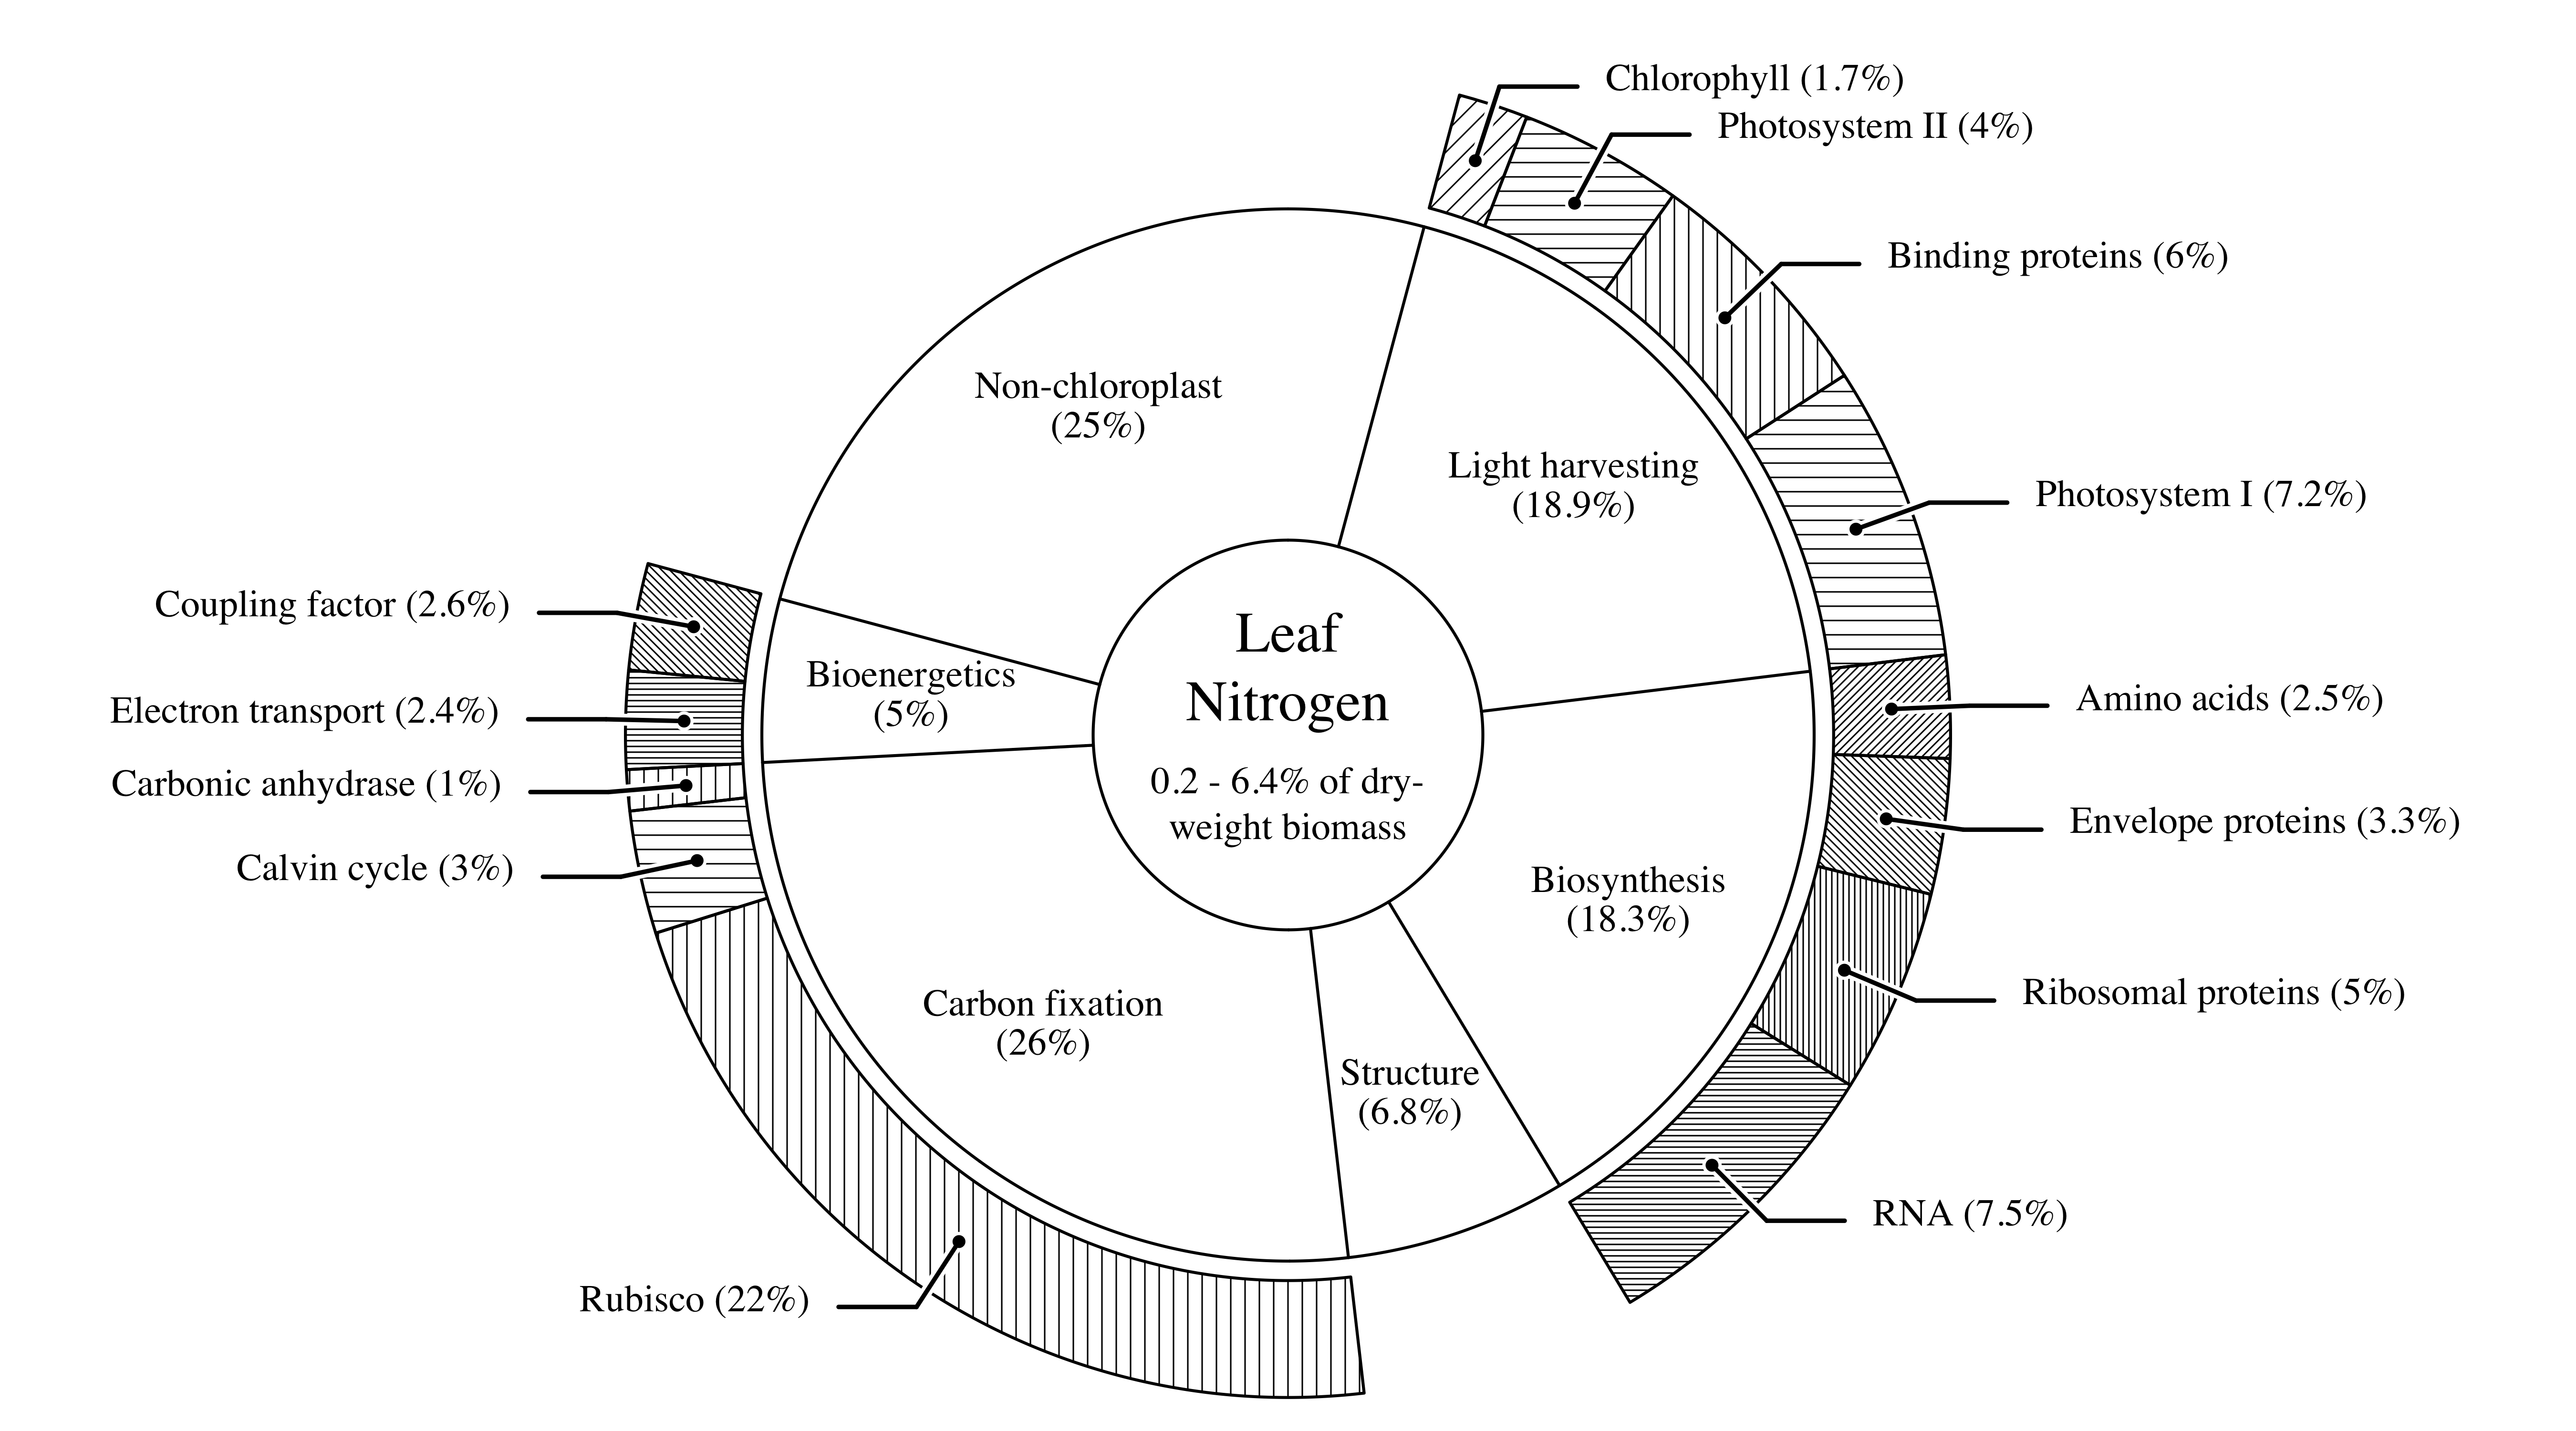 Chlorophyll (1.7%)
Photosystem II (4%)
Binding proteins (6%)
Non-chloroplast
(25%)
Light harvesting
(18.9%)
Photosystem I (7.2%)
Coupling factor (2.6%)
Leaf
Nitrogen
0.2 - 6.4% of dry-
weight biomass
Bioenergetics
(5%)
Electron transport (2.4%)
Amino acids (2.5%)
Carbonic anhydrase (1%)
Envelope proteins (3.3%)
Calvin cycle (3%)
Biosynthesis
(18.3%)
Ribosomal proteins (5%)
Carbon fixation
(26%)
Structure
(6.8%)
RNA (7.5%)
Rubisco (22%)